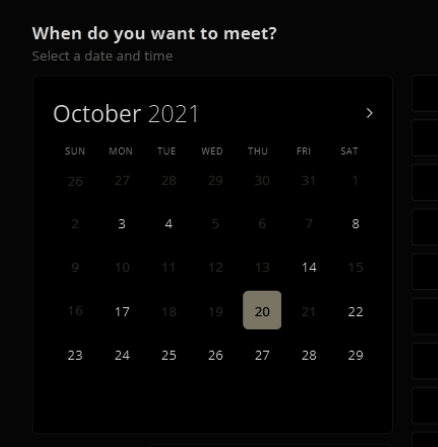 When do you want to meet?
Select a date and time
October 2021
SUN MON TUE WED THU FRI SAT
26 27 28 29 30 31 1
2 3 4 5 6 7 8
9 10 11 12 13 14 15
16 17 18 19 20 21 22
23 24 25 26 27 28 29